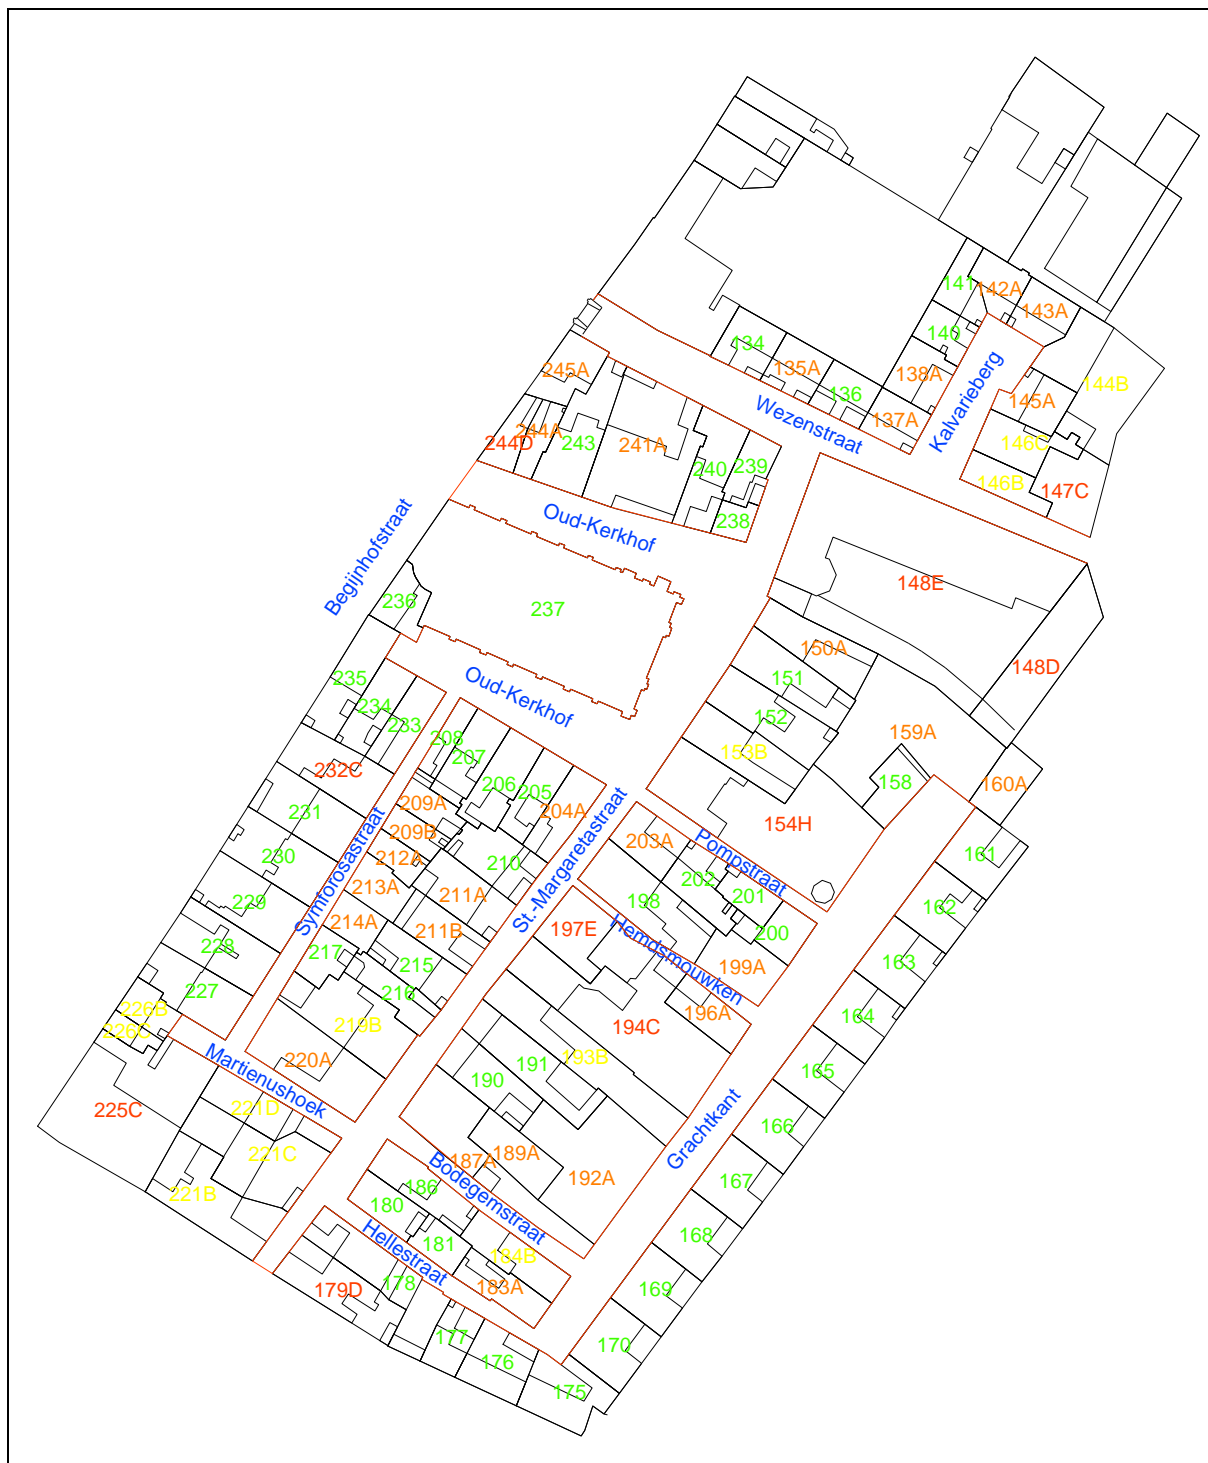 141
142A
143A
140
134
135A
136
138A
137A
144B
145A
245A
Kalvarieberg
Wezenstraat
244D
244A
243
241A
240
239
238
146C
146B
147C
Oud-Kerkhof
Begijnhofstraat
236
237
148E
148D
150A
151
152
153B
159A
158
160A
154H
235
234
233
Oud-Kerkhof
232C
208
207
206
205
204A
231
209A
209B
212A
213A
214A
210
211A
211B
230
229
228
227
Symforosastraat
St.-Margaretastraat
203A
Pompstraat
202
201
200
198
197E
Hemdsmouwken
199A
196A
161
162
163
164
165
166
167
168
169
170
217
215
216
219B
220A
194C
193B
191
190
226B
226C
Martienushoek
225C
221D
221C
221B
Grachtkant
189A
187A
192A
Bodegemstraat
186
180
181
184B
183A
Hellestraat
179D
178
177
176
175